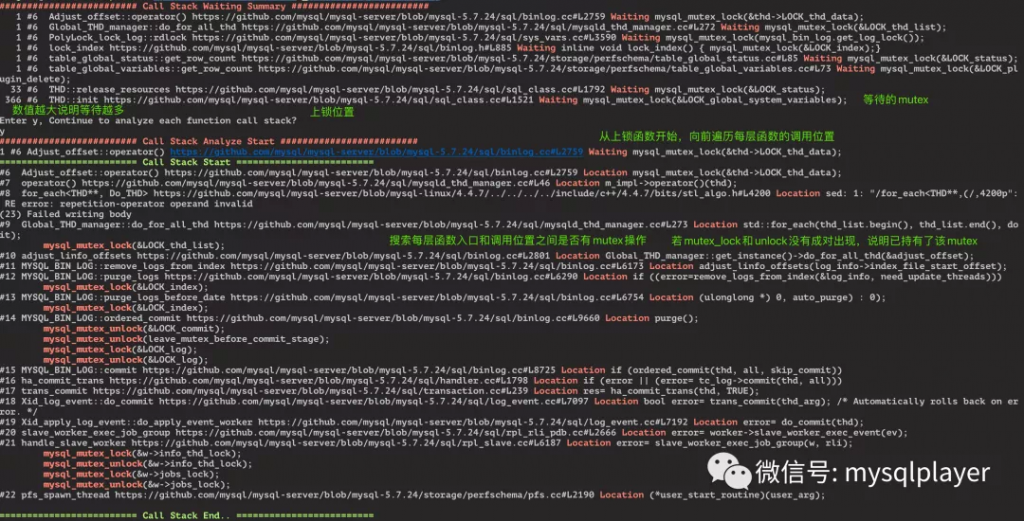 ######################## Call Stack Waiting Summary ########################
1 #6 Adjust_offset::operator() https://github.com/mysql/mysql-server/blob/mysql-5.7.24/sql/binlog.cc#L2759 Waiting mysql_mutex_lock(&thd->LOCK_thd_data);
1 #6 Global_THD_manager::do_for_all_thd https://github.com/mysql/mysql-server/blob/mysql-5.7.24/sql/mysqld_thd_manager.cc#L272 Waiting mysql_mutex_lock(&LOCK_thd_list);
1 #6 PolyLock_lock_log::rdlock https://github.com/mysql/mysql-server/blob/mysql-5.7.24/sql/sys_vars.cc#L3590 Waiting mysql_mutex_lock(mysql_bin_log.get_log_lock());
1 #6 lock_index https://github.com/mysql/mysql-server/blob/mysql-5.7.24/sql/binlog.h#L885 Waiting inline void lock_index() { mysql_mutex_lock(&LOCK_index);}
1 #6 table_global_status::get_row_count https://github.com/mysql/mysql-server/blob/mysql-5.7.24/storage/perfschema/table_global_status.cc#L85 Waiting mysql_mutex_lock(&LOCK_status);
1 #6 table_global_variables::get_row_count https://github.com/mysql/mysql-server/blob/mysql-5.7.24/storage/perfschema/table_global_variables.cc#L73 Waiting mysql_mutex_lock(&LOCK_pl
ugin_delete);
33 #6 THD::release_resources https://github.com/mysql/mysql-server/blob/mysql-5.7.24/sql/sql_class.cc#L1792 Waiting mysql_mutex_lock(&LOCK_status);
366 #6 THD::init https://github.com/mysql/mysql-server/blob/mysql-5.7.24/sql/sql_class.cc#L1521 Waiting mysql_mutex_lock(&LOCK_global_system_variables); 等待的mutex
数值越大说明等待越多 上锁位置
Enter y, Continue to analyze each function call stack?
y
从上锁函数开始，向前遍历每层函数的调用位置
######################## Call Stack Analyze Start ########################
1 #6 Adjust_offset::operator() https://github.com/mysql/mysql-server/blob/mysql-5.7.24/sql/binlog.cc#L2759 Waiting mysql_mutex_lock(&thd->LOCK_thd_data);
======================== Call Stack Start ========================
#6 Adjust_offset::operator() https://github.com/mysql/mysql-server/blob/mysql-5.7.24/sql/binlog.cc#L2759 Location mysql_mutex_lock(&thd->LOCK_thd_data);
#7 operator() https://github.com/mysql/mysql-server/blob/mysql-5.7.24/sql/mysqld_thd_manager.cc#L46 Location m_impl->operator()(thd);
#8 for_each<THD**, Do_THD> https://github.com/mysql/mysql-server/blob/mysql-linux/4.4.7/../../../../include/c++/4.4.7/bits/stl_algo.h#L4200 Location sed: 1: "/for_each<THD**,(/,4200p":
RE error: repetition-operator operand invalid
(23) Failed writing body
#9 Global_THD_manager::do_for_all_thd https://github.com/mysql/mysql-server/blob/mysql-5.7.24/sql/mysqld_thd_manager.cc#L273 Location std::for_each(thd_list.begin(), thd_list.end(), do
it);
搜索每层函数入口和调用位置之间是否有mutex操作 若mutex_lock和unlock没有成对出现，说明已持有了该mutex
mysql_mutex_lock(&LOCK_thd_list);
#10 adjust_linfo_offsets https://github.com/mysql/mysql-server/blob/mysql-5.7.24/sql/binlog.cc#L2801 Location Global_THD_manager::get_instance()->do_for_all_thd(&adjust_offset);
#11 MYSQL_BIN_LOG::remove_logs_from_index https://github.com/mysql/mysql-server/blob/mysql-5.7.24/sql/binlog.cc#L6173 Location adjust_linfo_offsets(log_info->index_file_start_offset);
#12 MYSQL_BIN_LOG::purge_logs https://github.com/mysql/mysql-server/blob/mysql-5.7.24/sql/binlog.cc#L6290 Location if ((error=remove_logs_from_index(&log_info, need_update_threads)))
mysql_mutex_lock(&LOCK_index);
#13 MYSQL_BIN_LOG::purge_logs_before_date https://github.com/mysql/mysql-server/blob/mysql-5.7.24/sql/binlog.cc#L6754 Location (ulonglong *) 0, auto_purge) : 0);
mysql_mutex_lock(&LOCK_index);
#14 MYSQL_BIN_LOG::ordered_commit https://github.com/mysql/mysql-server/blob/mysql-5.7.24/sql/binlog.cc#L9660 Location purge();
mysql_mutex_unlock(&LOCK_commit);
mysql_mutex_unlock(leave_mutex_before_commit_stage);
mysql_mutex_lock(&LOCK_log);
mysql_mutex_unlock(&LOCK_log);
#15 MYSQL_BIN_LOG::commit https://github.com/mysql/mysql-server/blob/mysql-5.7.24/sql/binlog.cc#L8725 Location if (ordered_commit(thd, all, skip_commit))
#16 ha_commit_trans https://github.com/mysql/mysql-server/blob/mysql-5.7.24/sql/handler.cc#L1798 Location if (error || (error= tc_log->commit(thd, all)))
#17 trans_commit https://github.com/mysql/mysql-server/blob/mysql-5.7.24/sql/transaction.cc#L239 Location res= ha_commit_trans(thd, TRUE);
#18 Xid_log_event::do_commit https://github.com/mysql/mysql-server/blob/mysql-5.7.24/sql/log_event.cc#L7097 Location bool error= trans_commit(thd_arg); /* Automatically rolls back on er
ror. */
#19 Xid_apply_log_event::do_apply_event_worker https://github.com/mysql/mysql-server/blob/mysql-5.7.24/sql/log_event.cc#L7192 Location error= do_commit(thd);
#20 slave_worker_exec_job_group https://github.com/mysql/mysql-server/blob/mysql-5.7.24/sql/rpl_rli_pdb.cc#L2666 Location error= worker->slave_worker_exec_event(ev);
#21 handle_slave_worker https://github.com/mysql/mysql-server/blob/mysql-5.7.24/sql/rpl_slave.cc#L6187 Location error= slave_worker_exec_job_group(w, rli);
mysql_mutex_lock(&w->info_thd_lock);
mysql_mutex_unlock(&w->info_thd_lock);
mysql_mutex_lock(&w->jobs_lock);
mysql_mutex_unlock(&w->jobs_lock);
#22 pfs_spawn_thread https://github.com/mysql/mysql-server/blob/mysql-5.7.24/storage/perfschema/pfs.cc#L2190 Location (*user_start_routine)(user_arg);
微信号: mysqlplayer
======================== Call Stack End.. ========================